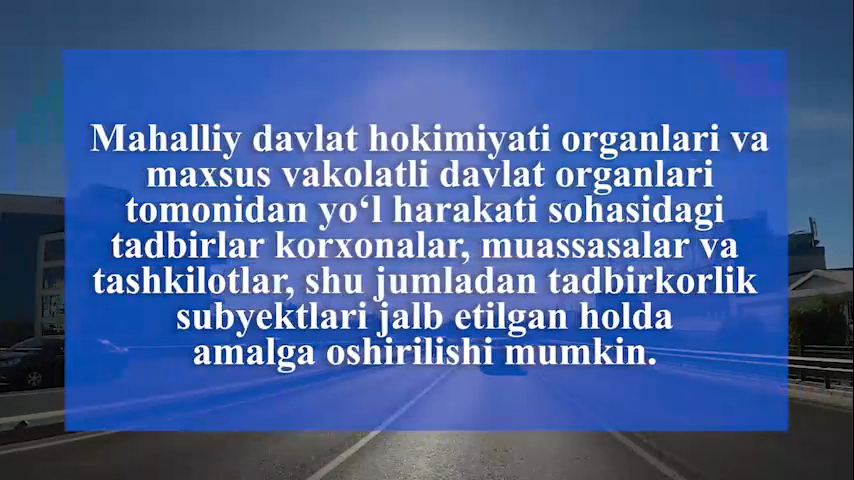 Mahalliy davlat hokimiyati organlari va
maxsus vakolatli davlat organlari
tomonidan yo‘l harakati sohasidagi
tadbirlar korxonalar, muassasalar va
tashkilotlar, shu jumladan tadbirkorlik
subyektlari jalb etilgan holda
amalga oshirilishi mumkin.